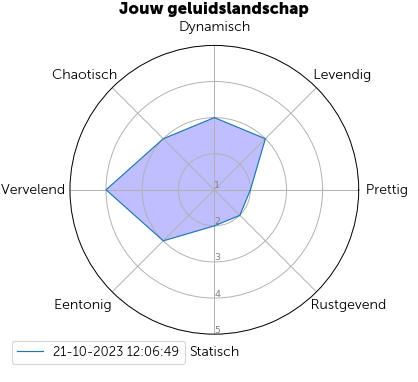 Jouw geluidslandschap
Dynamisch
Chaotisch
Levendig
Vervelend
1
Prettig
2
3
Eentonig
4
Rustgevend
5
21-10-2023 12:06:49
Statisch